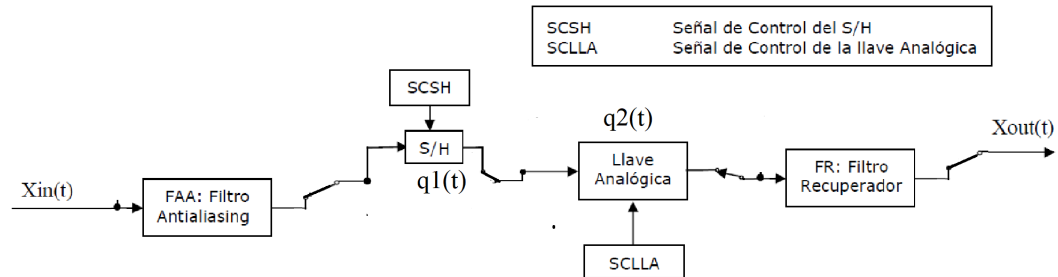 SCSH Señal de Control del S/H
SCLLA Señal de Control de la llave Analógica
SCSH
q2(t)
Xout(t)
S/H
q1(t)
Llave
Analógica
FR: Filtro
Recuperador
Xin(t)
FAA: Filtro
Antialiasing
SCLLA